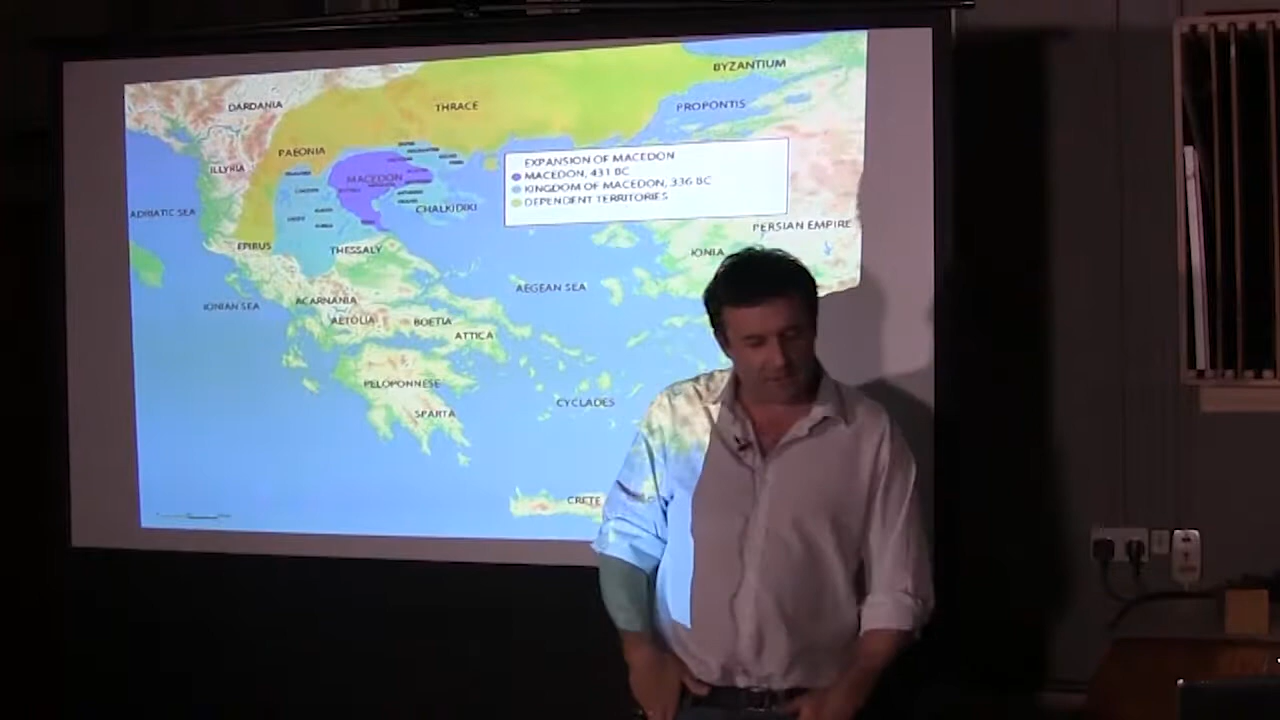 BYZANTIUM
DARDANIA
THRACE
PROPONTIS
PAEONIA
EXPANSION OF MACEDON
ILLYRIA
MACEDON, 431 BC
MACEDON
KINGDOM OF MACEDON, 336 BC
DEPENDENT TERRITORIES
ADRIATIC SEA
CHALKIDIKI
PERSIAN EMPIRE
EPIRUS
THESSALY
IONIA
AEGEAN SEA
IONIAN SEA
ACARNANIA
AETOLIA
BOETIA
ATTICA
PELOPONNESE
CYCLADES
SPARTA
CRETE